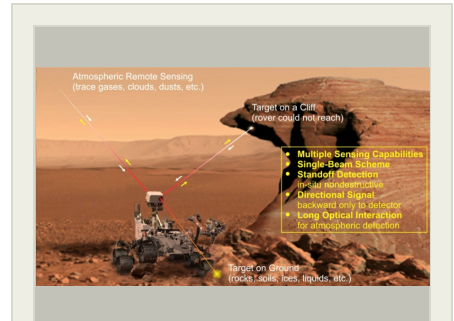 Atmospheric Remote Sensing
(trace gases, clouds, dusts, etc.)
Target on a Cliff
(rover could not reach)
• Multiple Sensing Capabilities
• Single-Beam Scheme
• Standoff Detection
in-situ nondestructive
• Directional Signal
backward only to detector
• Long Optical Interaction
for atmospheric detection
Target on Ground
(rocks, soils, ices, liquids, etc.)